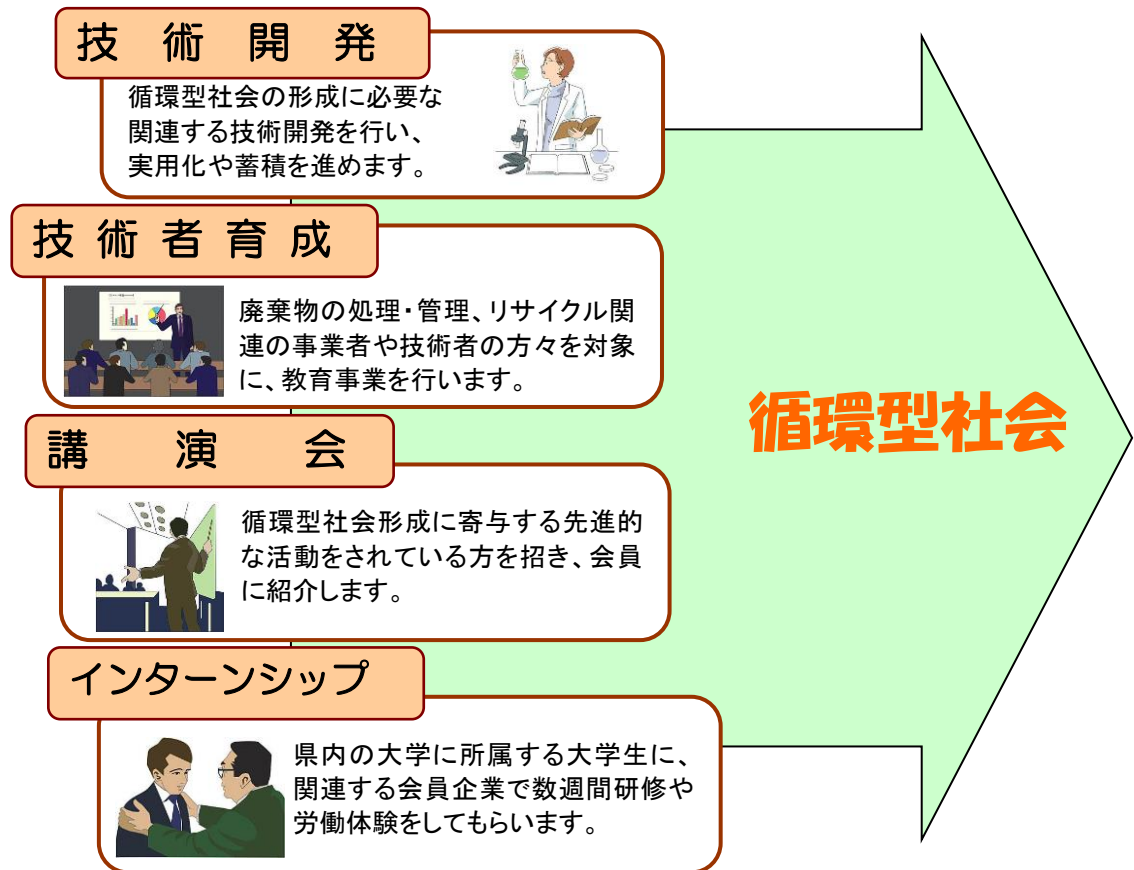 技術開発
循環型社会の形成に必要な
関連する技術開発を行い、
実用化や蓄積を進めます。
技術者育成
廃棄物の処理・管理、リサイクル関
連の事業者や技術者の方々を対象
に、教育事業を行います。
講演会
循環型社会形成に寄与する先進的
な活動をされている方を招き、会員
に紹介します。
インターンシップ
県内の大学に所属する大学生に、
関連する会員企業で数週間研修や
労働体験をしてもらいます。
循環型社会